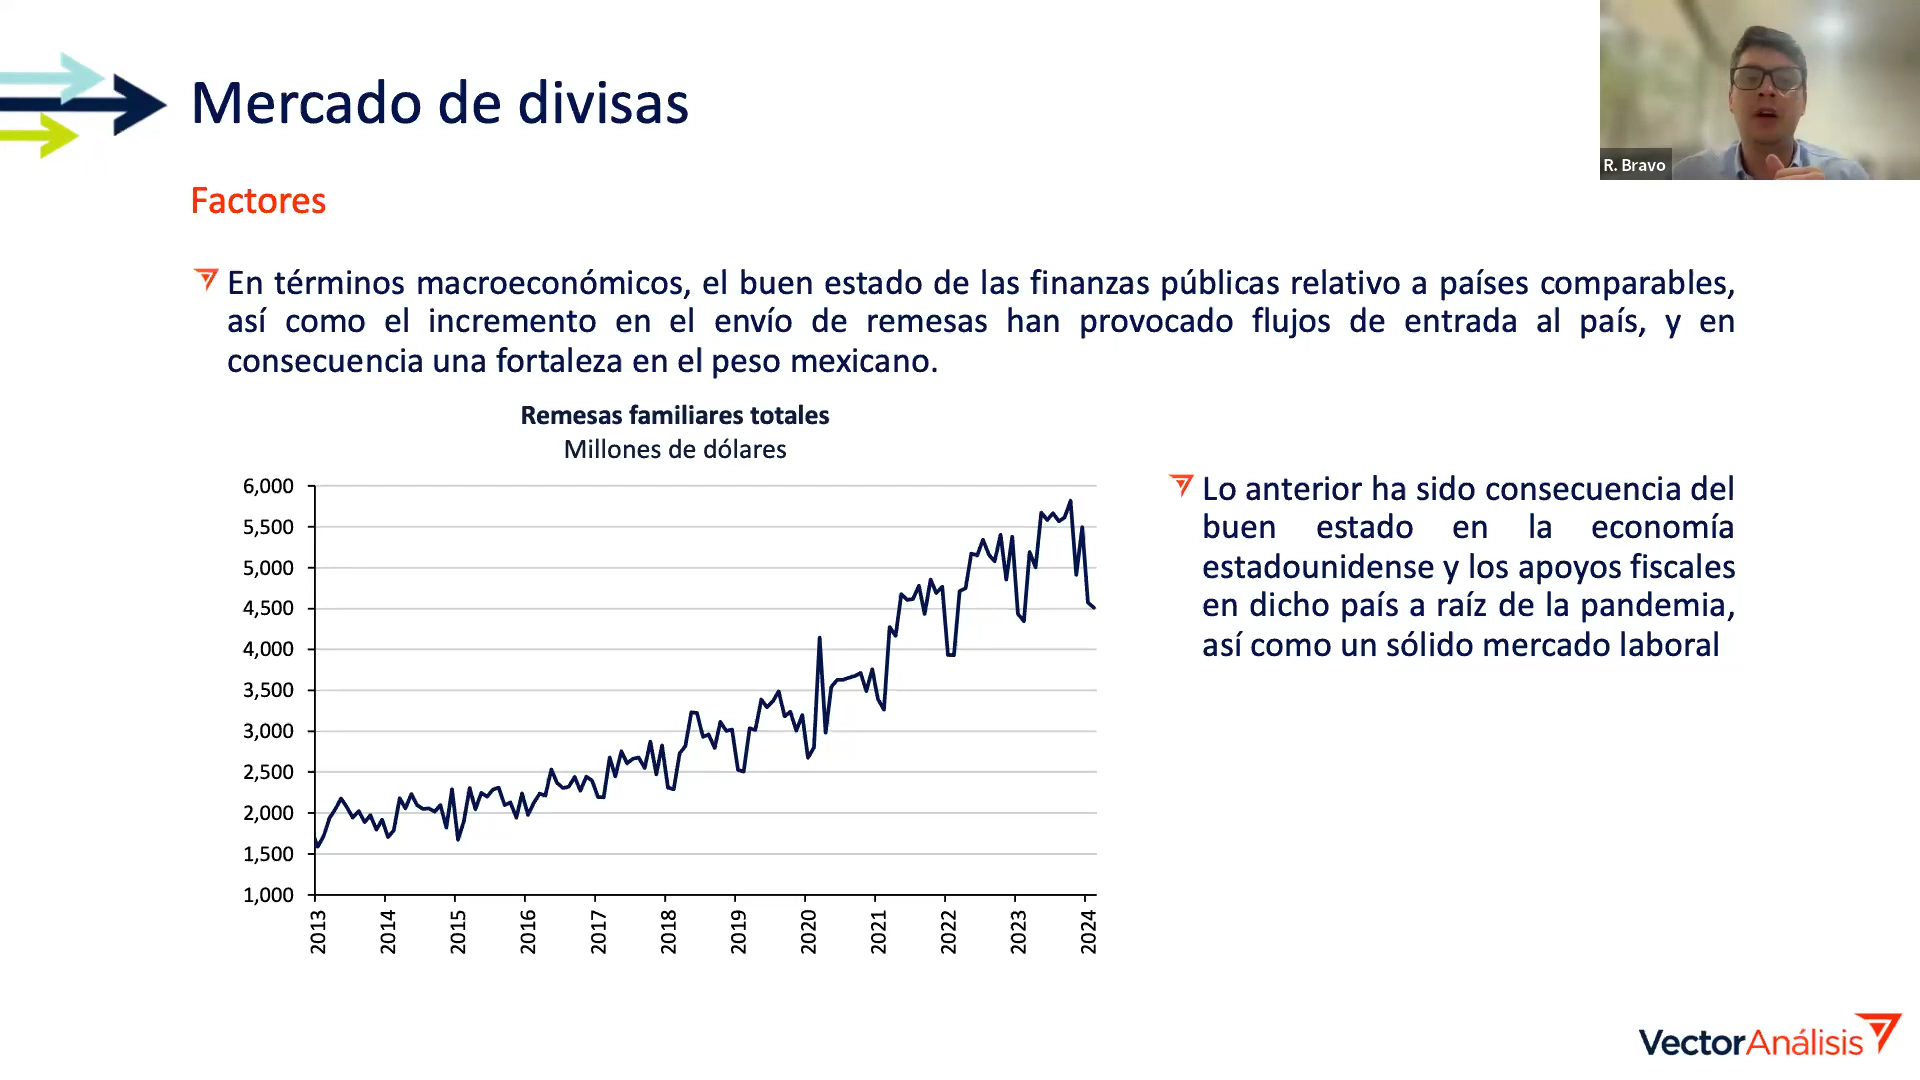 Mercado de divisas
R. Bravo
Factores
En términos macroeconómicos, el buen estado de las finanzas públicas relativo a países comparables,
así como el incremento en el envío de remesas han provocado flujos de entrada al país, y en
consecuencia una fortaleza en el peso mexicano.
Remesas familiares totales
Millones de dólares
6,000
5,500
5,000
4,500
4,000
3,500
3,000
2,500
2,000
1,500
1,000
2013
2014
2015
2016
2017
2018
2019
2020
2021
2022
2023
2024
Lo anterior ha sido consecuencia del
buen estado en la economía
estadounidense y los apoyos fiscales
en dicho país a raíz de la pandemia,
así como un sólido mercado laboral
VectorAnálisis